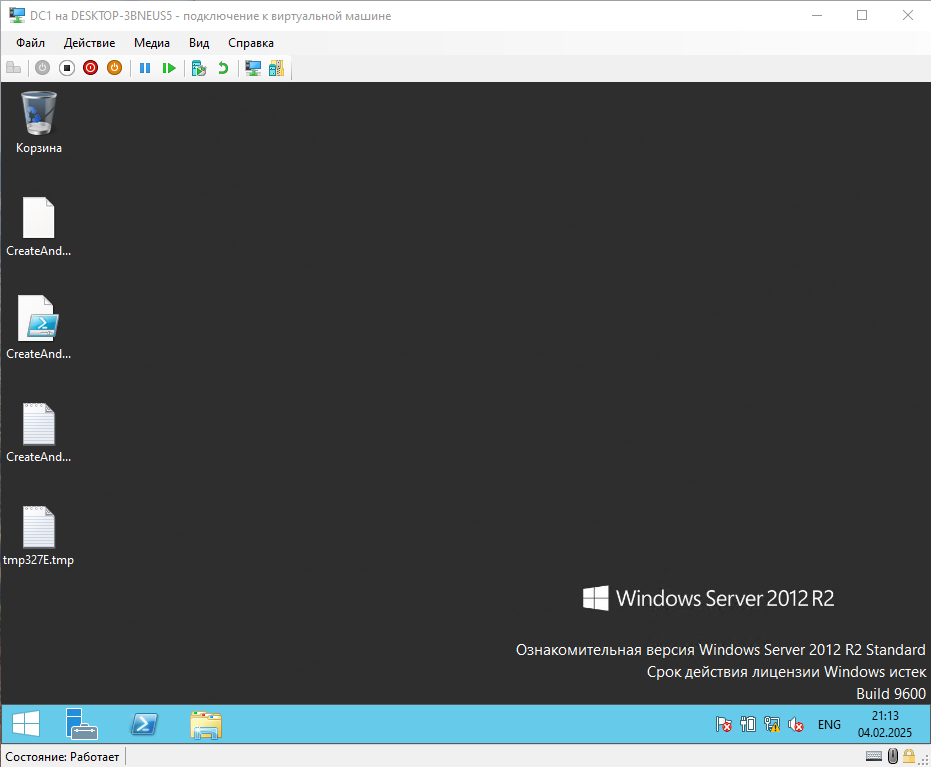 DC1 на DESKTOP-3BNEUS5 - подключение к виртуальной машине
Файл Действие Медиа Вид Справка
Корзина
CreateAnd...
CreateAnd...
CreateAnd...
tmp327E.tmp
Windows Server 2012 R2
Ознакомительная версия Windows Server 2012 R2 Standard
Срок действия лицензии Windows истек
Build 9600
ENG
21:13
04.02.2025
Состояние: Работает